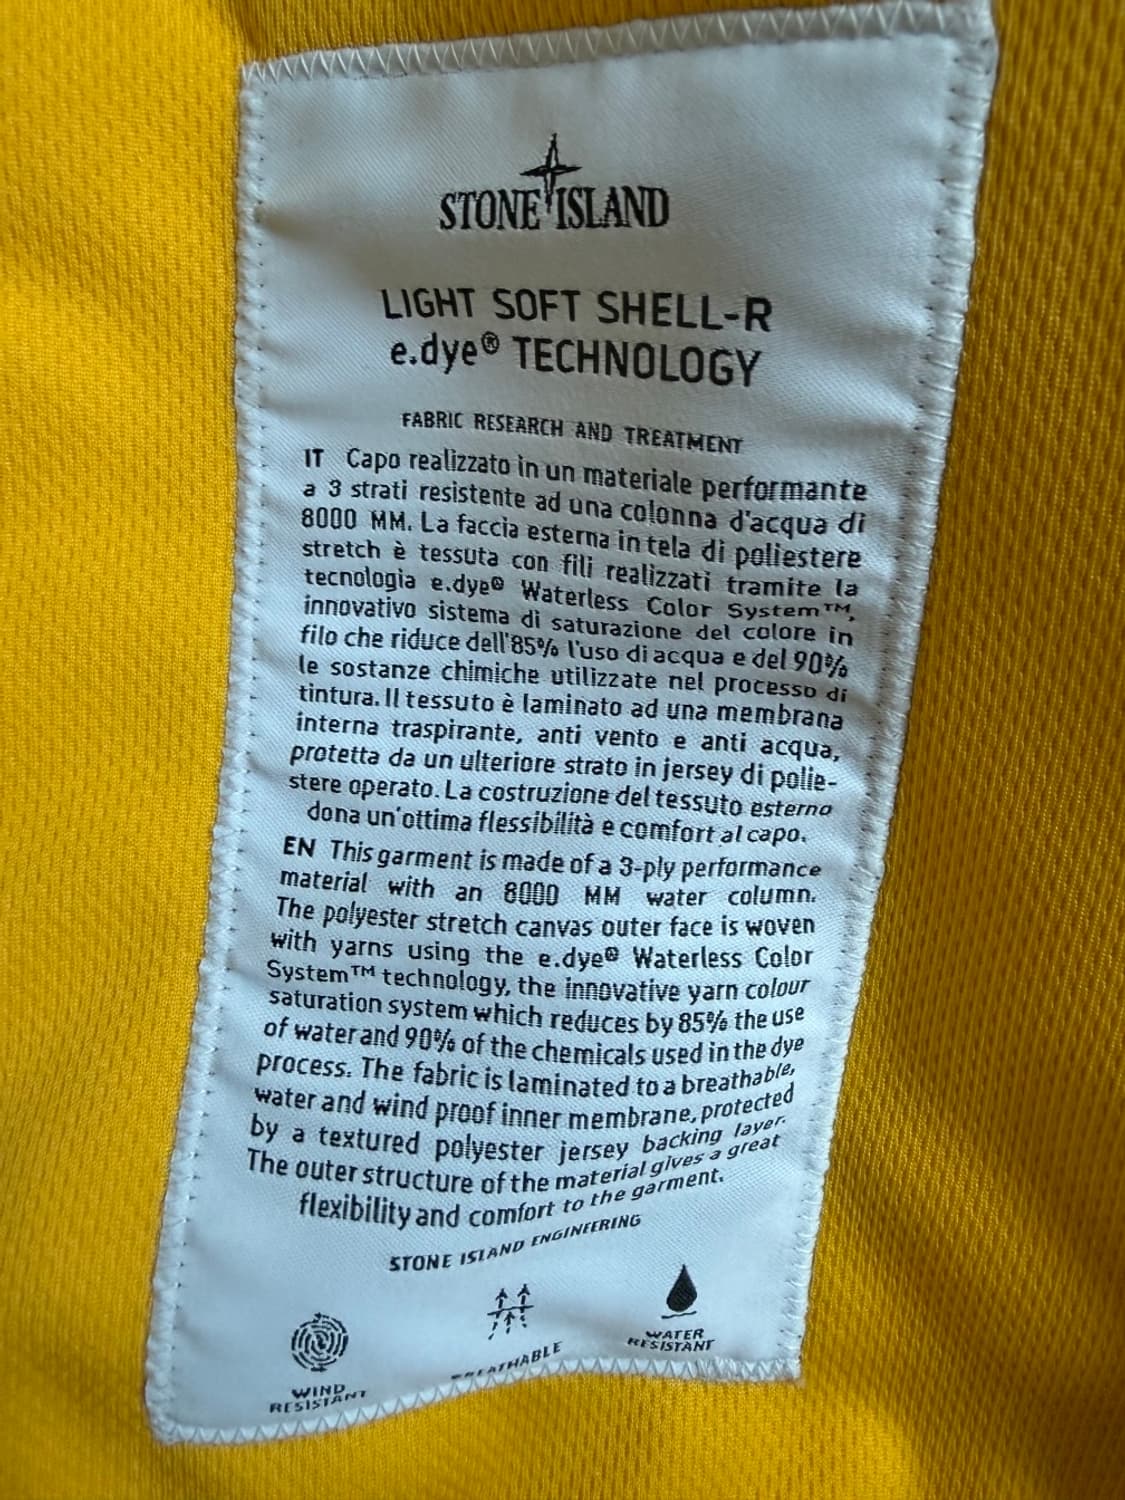 STONE ISLAND
LIGHT SOFT SHELL-R
e.dye® TECHNOLOGY
FABRIC RESEARCH AND TREATMENT
IT Capo realizzato in un materiale performante
a 3 strati resistente ad una colonna d'acqua di
8000 MM. La faccia esterna in tela di poliestere
stretch è tessuta con fili realizzati tramite la
tecnologia e.dye® Waterless Color System™,
innovativo sistema di saturazione del colore in
filo che riduce dell'85% l'uso di acqua e del 90%
le sostanze chimiche utilizzate nel processo di
tintura. Il tessuto è laminato ad una membrana
interna traspirante, anti vento e anti acqua,
protetta da un ulteriore strato in jersey di polie-
stere operato. La costruzione del tessuto esterno
dona un'ottima flessibilità e comfort al capo.
EN This garment is made of a 3-ply performance
material with an 8000 MM water column.
The polyester stretch canvas outer face is woven
with yarns using the e.dye® Waterless Color
System™ technology, the innovative yarn colour
saturation system which reduces by 85% the use
of water and 90% of the chemicals used in the dye
process. The fabric is laminated to a breathable,
water and wind proof inner membrane, protected
by a textured polyester jersey backing layer.
The outer structure of the material gives a great
flexibility and comfort to the garment.
STONE ISLAND ENGINEERING
WIND
RESISTANT
BREATHABLE
WATER
RESISTANT